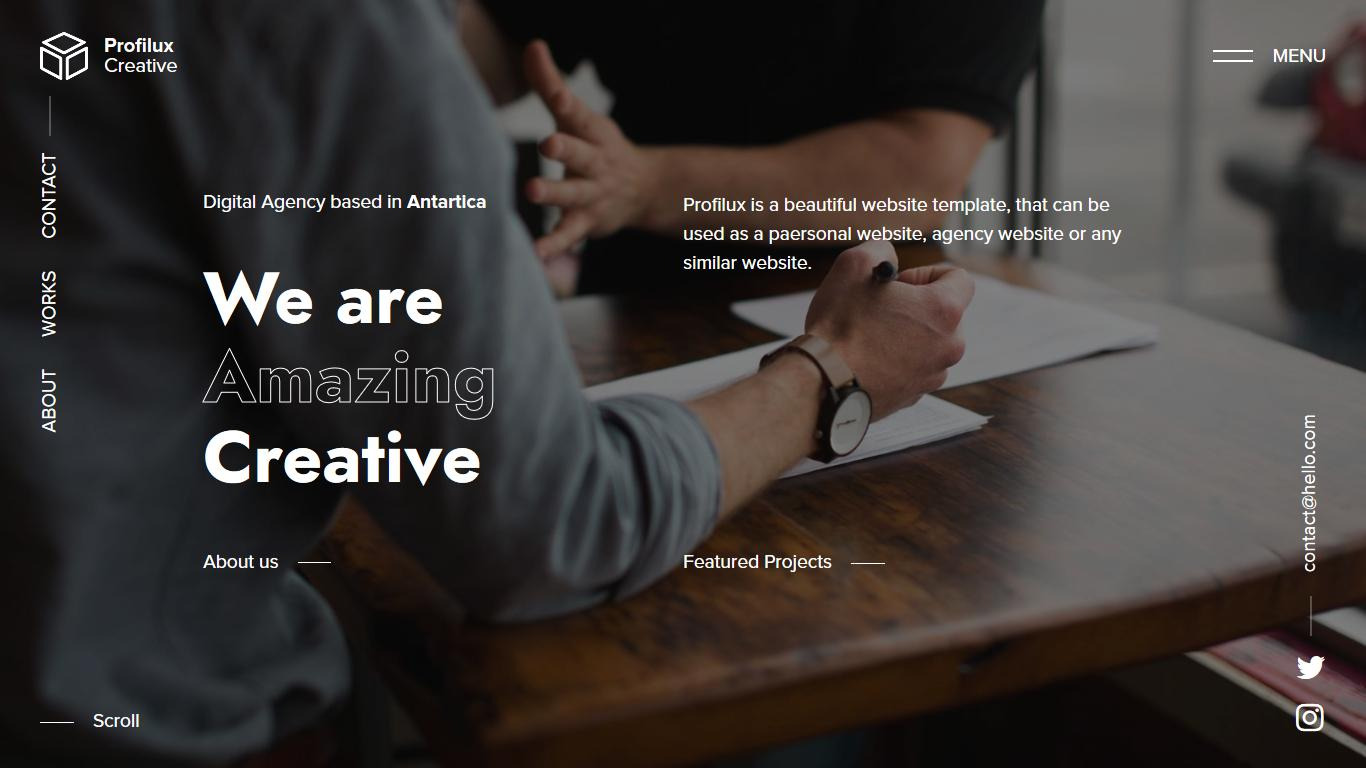 Profilux
Creative
MENU
CONTACT
WORKS
ABOUT
Digital Agency based in Antartica
We are
Amazing
Creative
Profilux is a beautiful website template, that can be
used as a paersonal website, agency website or any
similar website.
About us
Featured Projects
contact@hello.com
Scroll